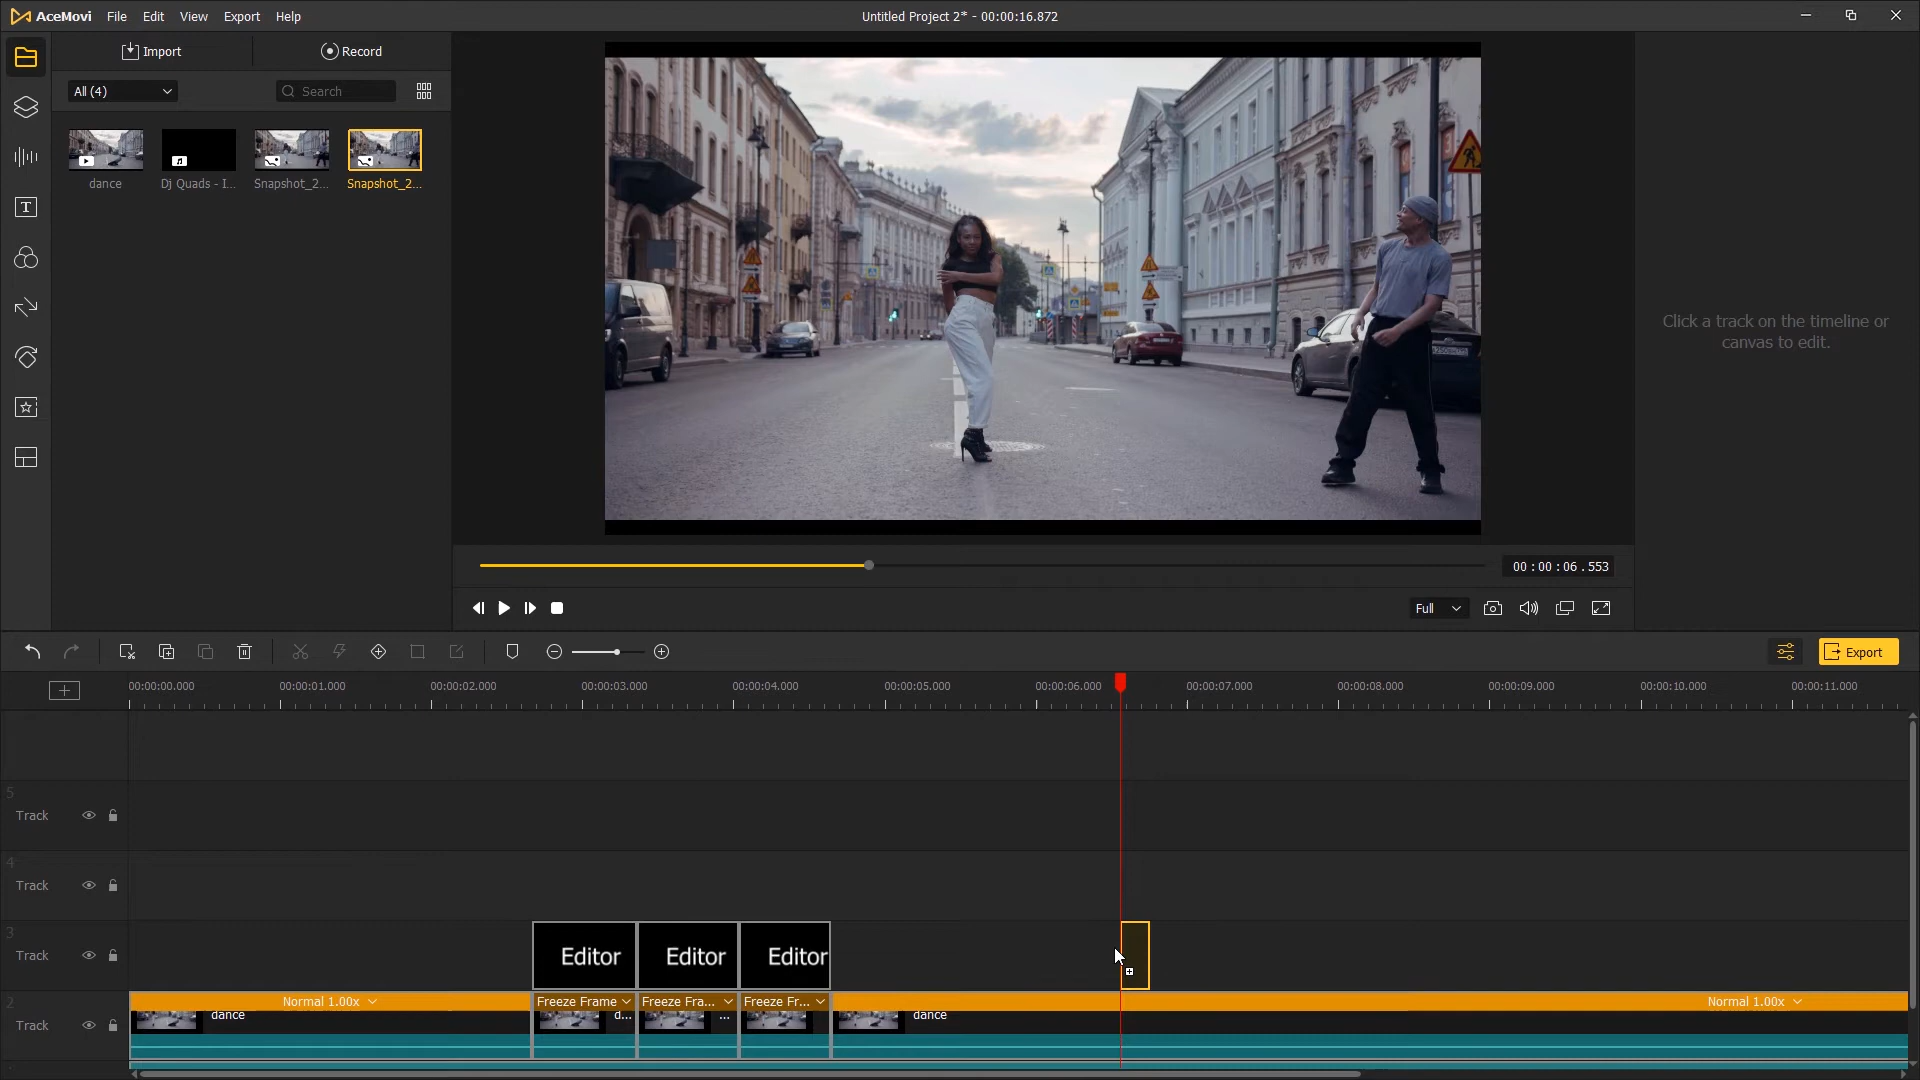 AceMovi File Edit View Export Help
Untitled Project 2* - 00:00:16.872
Import
Record
All (4)
Search
dance
Dj Quads - I...
Snapshot_2...
Snapshot_2...
Click a track on the timeline or
canvas to edit.
00 : 00 : 06 . 553
Full
Export
00:00:00.000 00:00:01.000 00:00:02.000 00:00:03.000 00:00:04.000 00:00:05.000 00:00:06.000 00:00:07.000 00:00:08.000 00:00:09.000 00:00:10.000 00:00:11.000
5
Track
4
Track
3
Track
Editor Editor Editor
2
Track
Normal 1.00x
Freeze Frame
Freeze Fra...
Freeze Fr...
Normal 1.00x
dance
d...
...
dance